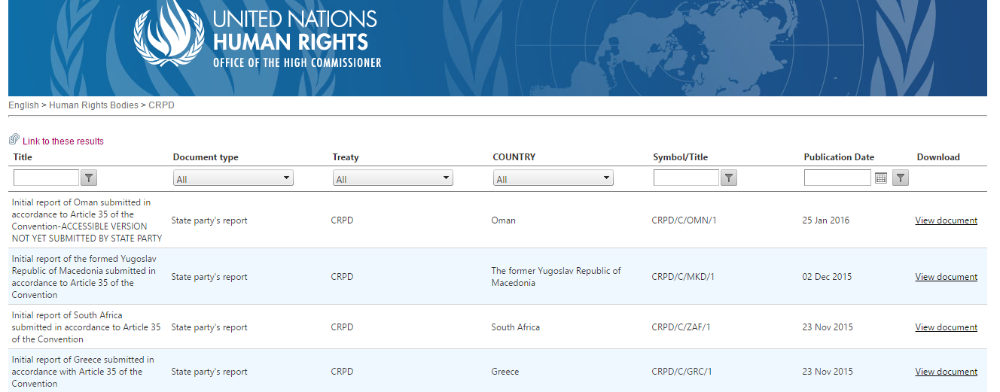 UNITED NATIONS
HUMAN RIGHTS
OFFICE OF THE HIGH COMMISSIONER
English > Human Rights Bodies > CRPD
Link to these results
Title Document type Treaty COUNTRY Symbol/Title Publication Date Download
All All All
Initial report of Oman submitted in
accordance to Article 35 of the
Convention-ACCESSIBLE VERSION
NOT YET SUBMITTED BY STATE PARTY
State party's report CRPD Oman CRPD/C/OMN/1 25 Jan 2016 View document
Initial report of the formed Yugoslav
Republic of Macedonia submitted in
accordance to Article 35 of the
Convention
State party's report CRPD
The former Yugoslav Republic of
Macedonia
CRPD/C/MKD/1 02 Dec 2015 View document
Initial report of South Africa
submitted in accordance to Article 35
of the Convention
State party's report CRPD South Africa CRPD/C/ZAF/1 23 Nov 2015 View document
Initial report of Greece submitted in
accordance with Article 35 of the
Convention
State party's report CRPD Greece CRPD/C/GRC/1 23 Nov 2015 View document